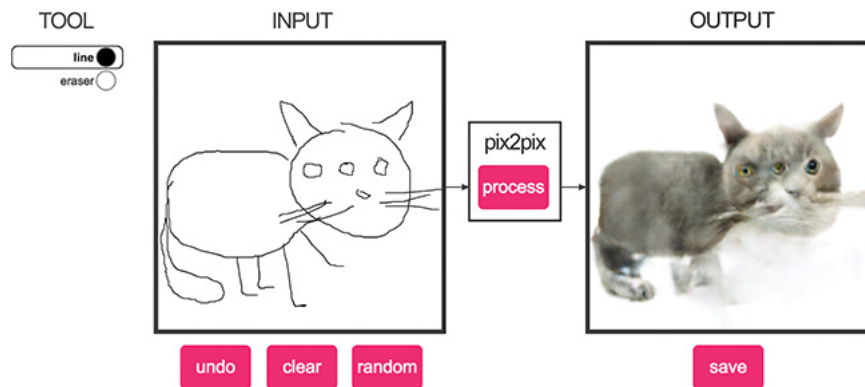 TOOL
line
eraser
INPUT
undo
clear
random
pix2pix
process
OUTPUT
save